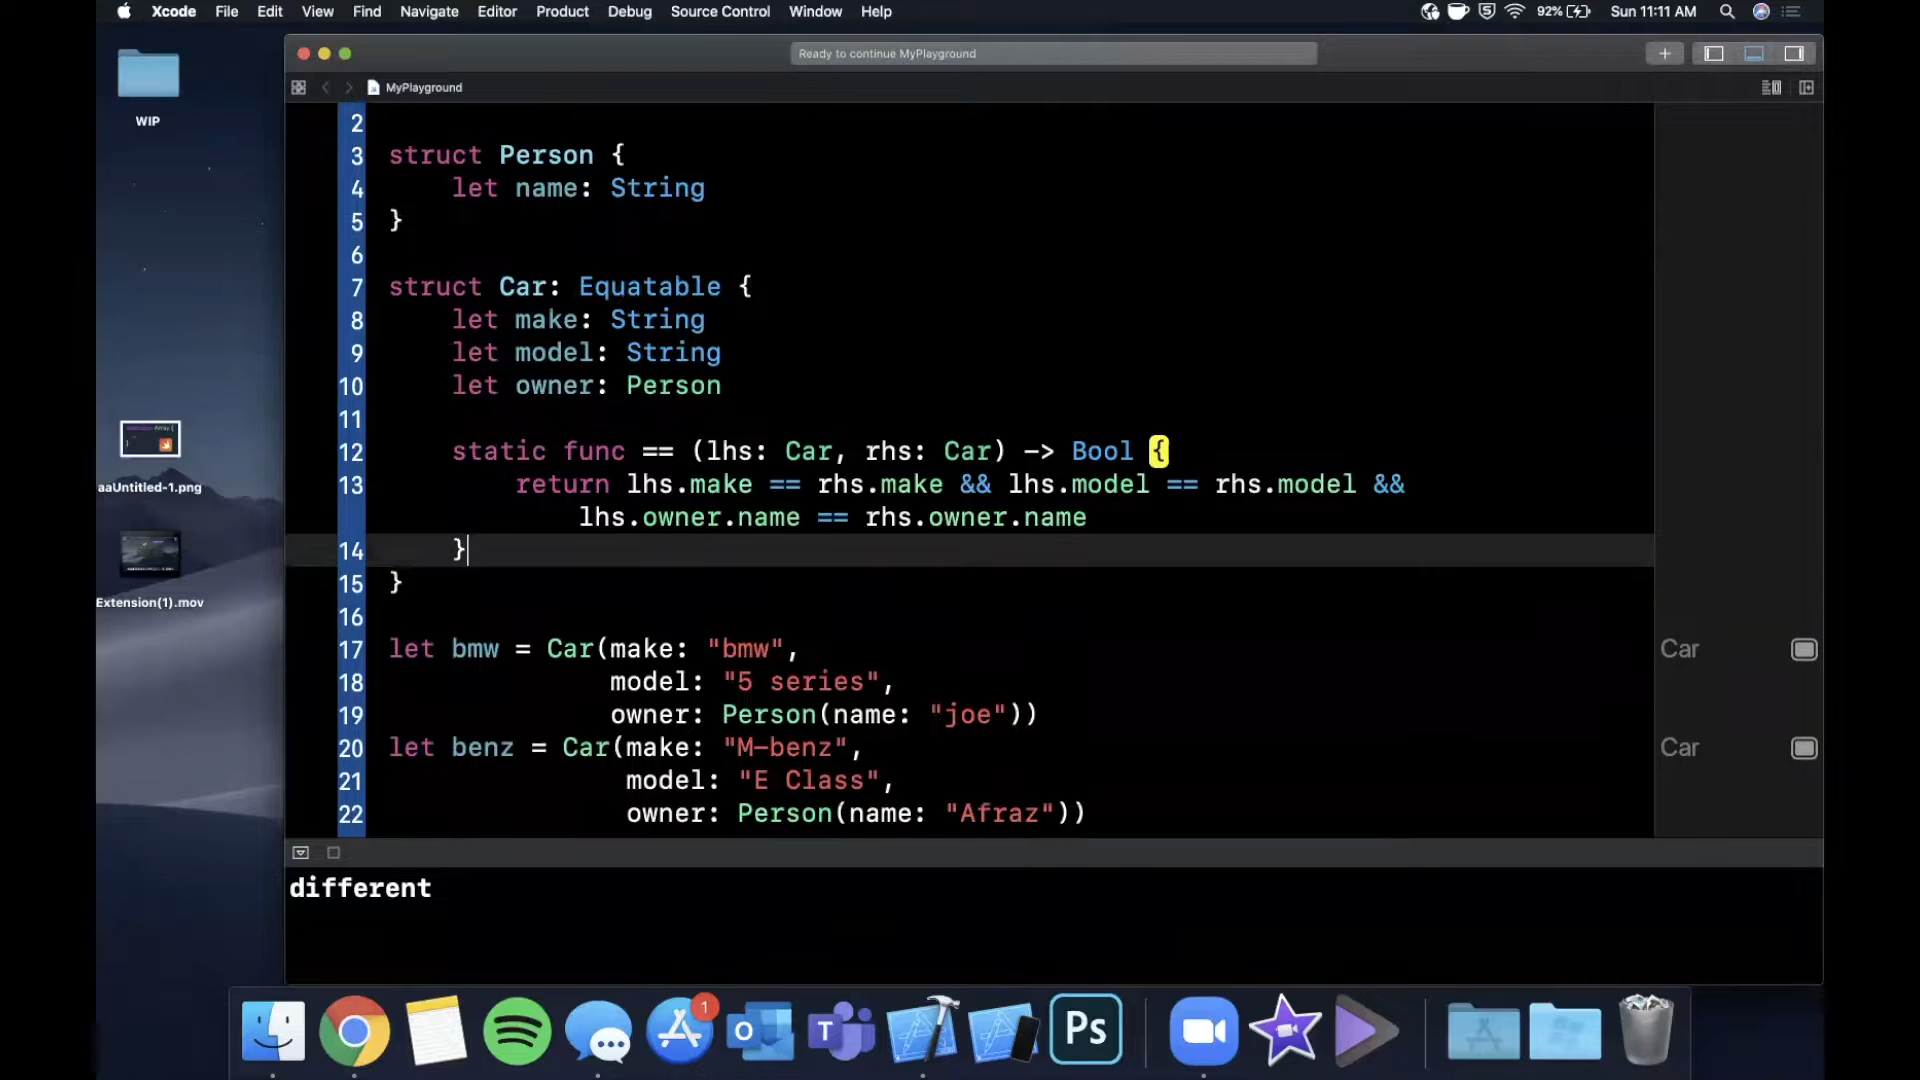 Xcode File Edit View Find Navigate Editor Product Debug Source Control Window Help 92% Sun 11:11 AM
Ready to continue MyPlayground
MyPlayground
WIP
aaUntitled-1.png
Extension(1).mov
2
3 struct Person {
4 let name: String
5 }
6
7 struct Car: Equatable {
8 let make: String
9 let model: String
10 let owner: Person
11
12 static func == (lhs: Car, rhs: Car) -> Bool {
13 return lhs.make == rhs.make && lhs.model == rhs.model &&
lhs.owner.name == rhs.owner.name
14 }
15 }
16
17 let bmw = Car(make: "bmw", Car
18 model: "5 series",
19 owner: Person(name: "joe"))
20 let benz = Car(make: "M-benz", Car
21 model: "E Class",
22 owner: Person(name: "Afraz"))
different
1
O
T
Ps